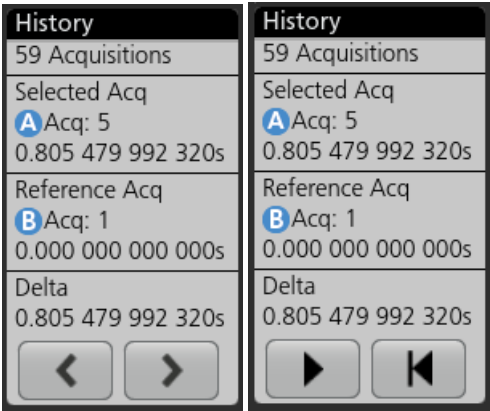 History
59 Acquisitions
Selected Acq
A Acq: 5
0.805 479 992 320s
Reference Acq
B Acq: 1
0.000 000 000 000s
Delta
0.805 479 992 320s
History
59 Acquisitions
Selected Acq
A Acq: 5
0.805 479 992 320s
Reference Acq
B Acq: 1
0.000 000 000 000s
Delta
0.805 479 992 320s